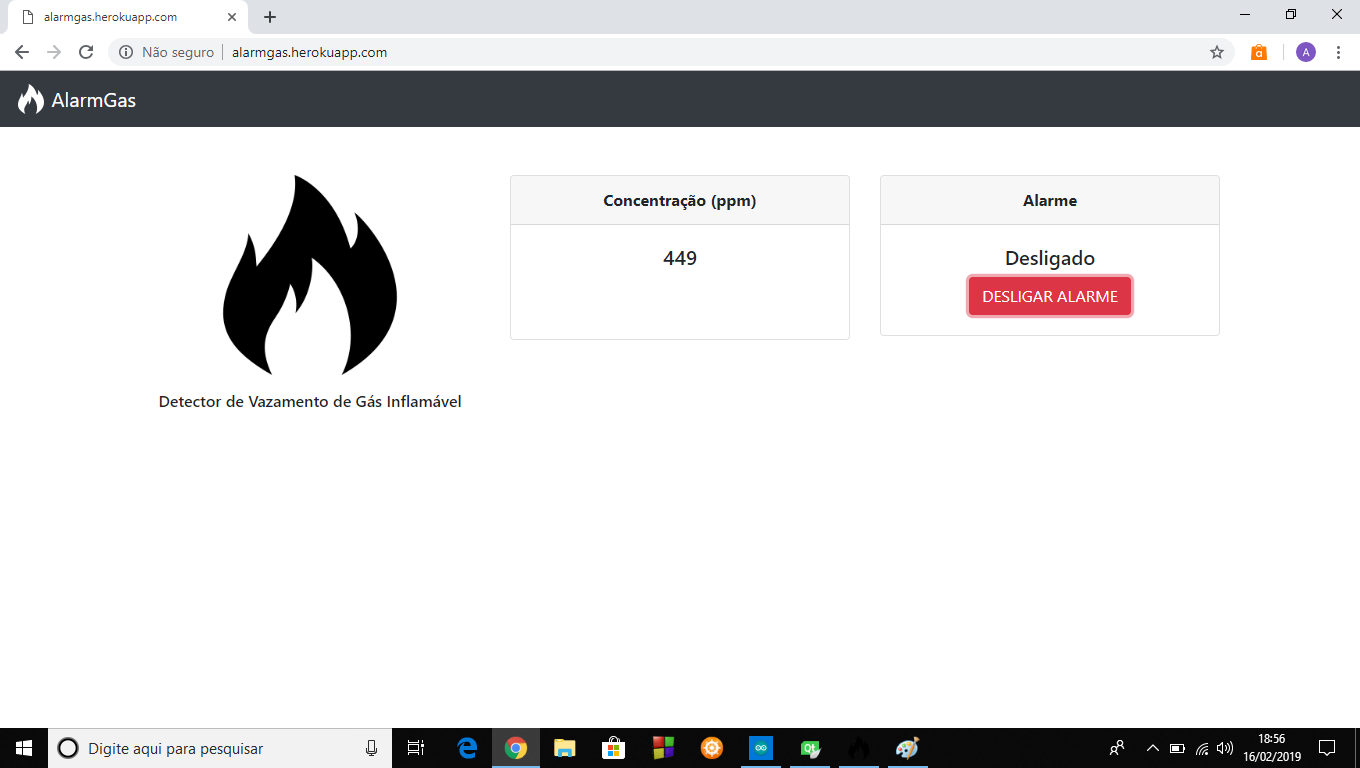 alarmgas.herokuapp.com
Não seguro
alarmgas.herokuapp.com
a
A
AlarmGas
Concentração (ppm)
449
Alarme
Desligado
DESLIGAR ALARME
Detector de Vazamento de Gás Inflamável
Digite aqui para pesquisar
Qt
18:56
16/02/2019